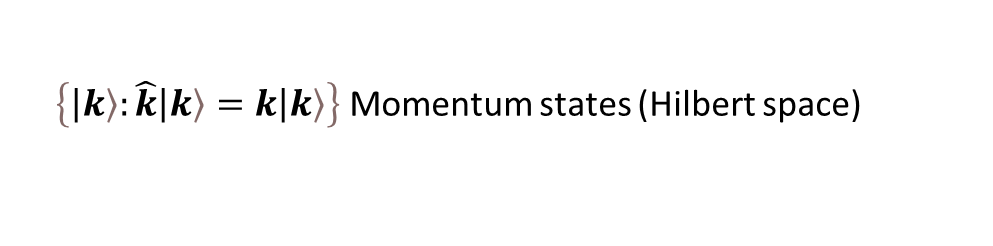 {|k⟩: k̂|k⟩ = k|k⟩} Momentum states (Hilbert space)